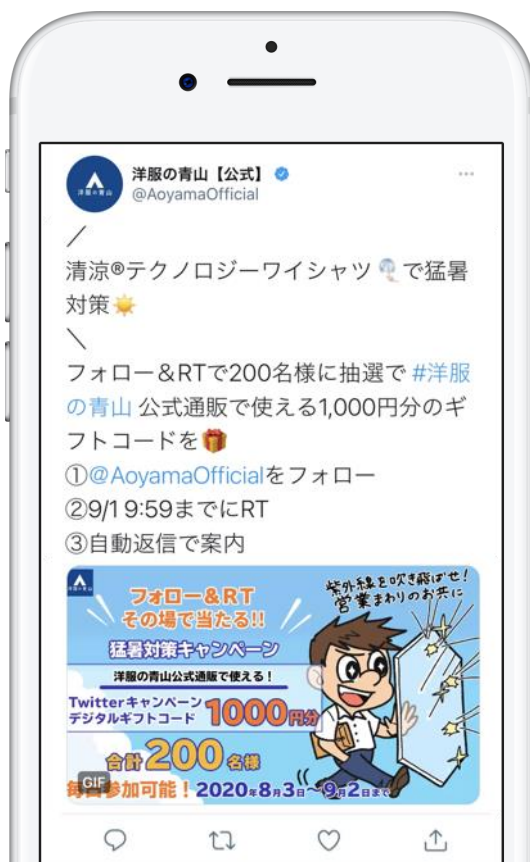 洋服の青山【公式】
@AoyamaOfficial
／
清涼®テクノロジーワイシャツ🎐で猛暑
対策☀️
＼
フォロー&RTで200名様に抽選で #洋服
の青山 公式通販で使える1,000円分のギ
フトコードを🎁
①@AoyamaOfficialをフォロー
②9/1 9:59までにRT
③自動返信で案内
フォロー&RT
その場で当たる!!
猛暑対策キャンペーン
洋服の青山公式通販で使える！
Twitterキャンペーン
デジタルギフトコード 1000円分
合計200名様
毎日参加可能！2020年8月3日〜9月2日まで
紫外線を吹き飛ばせ！
営業まわりのお共に
GIF